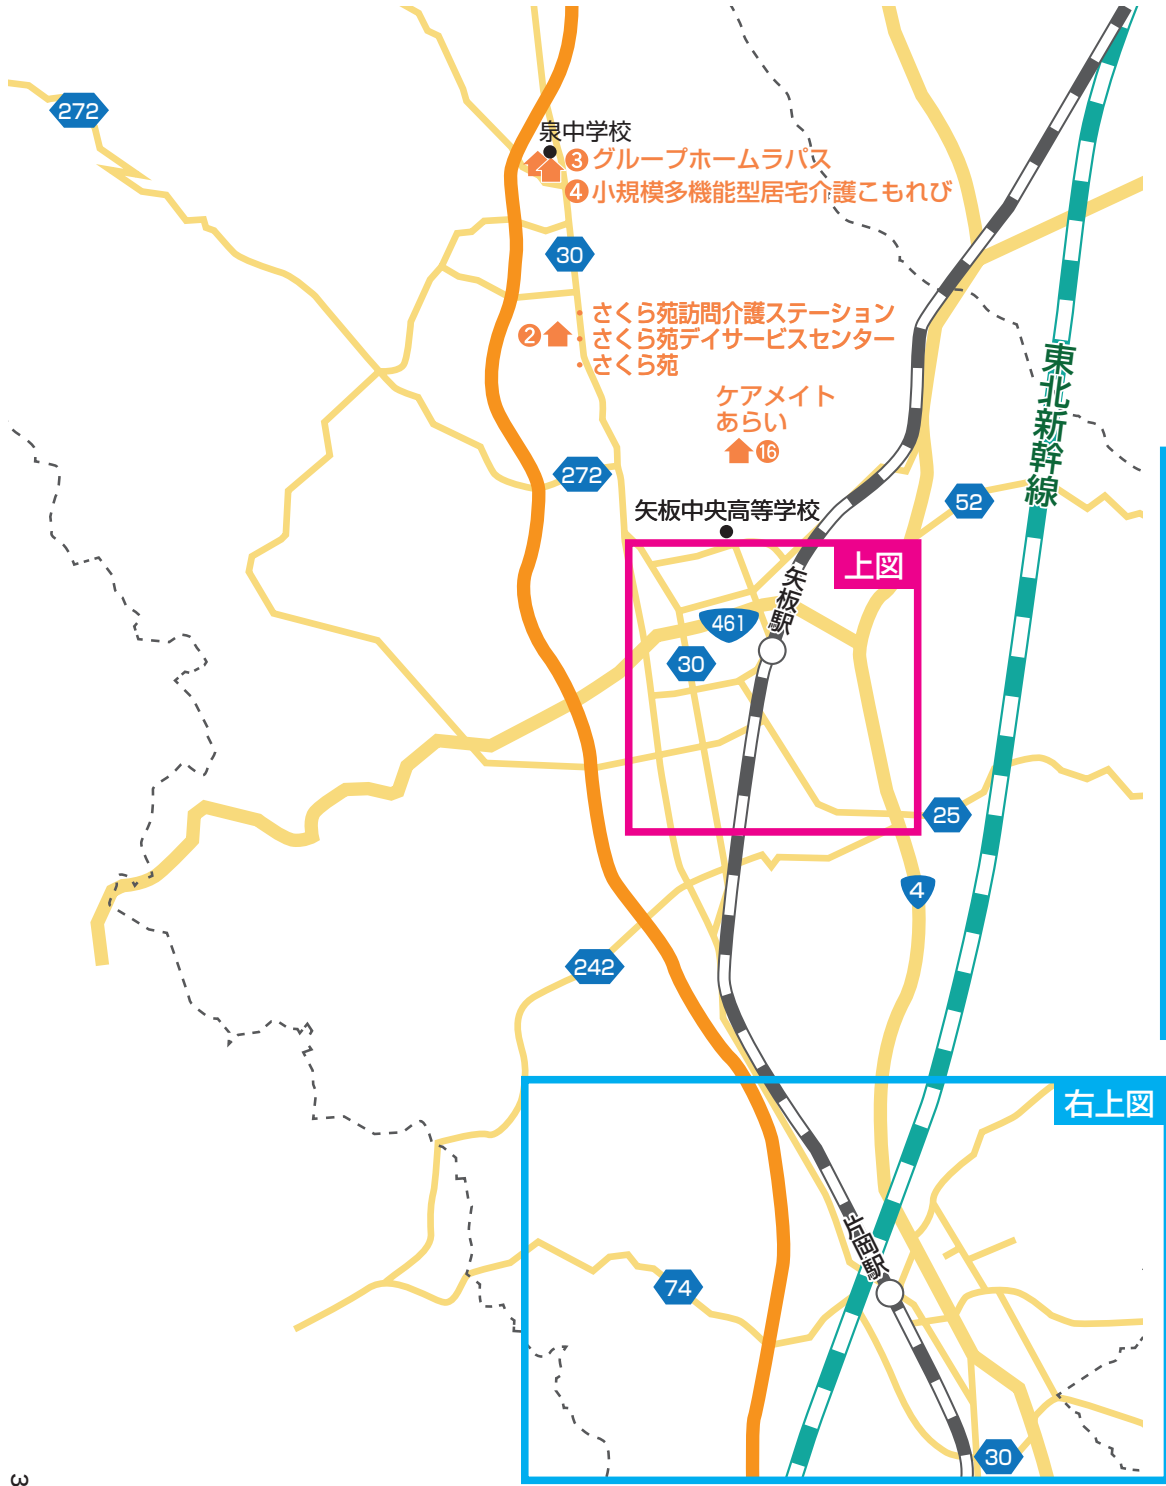 272
泉中学校
❸グループホームラパス
❹小規模多機能型居宅介護こもれび
30
・さくら苑訪問介護ステーション
❷
・さくら苑デイサービスセンター
・さくら苑
東北新幹線
ケアメイト
あらい
⓰
272
52
矢板中央高等学校
上図
矢板駅
461
30
25
4
242
右上図
片岡駅
74
30
3